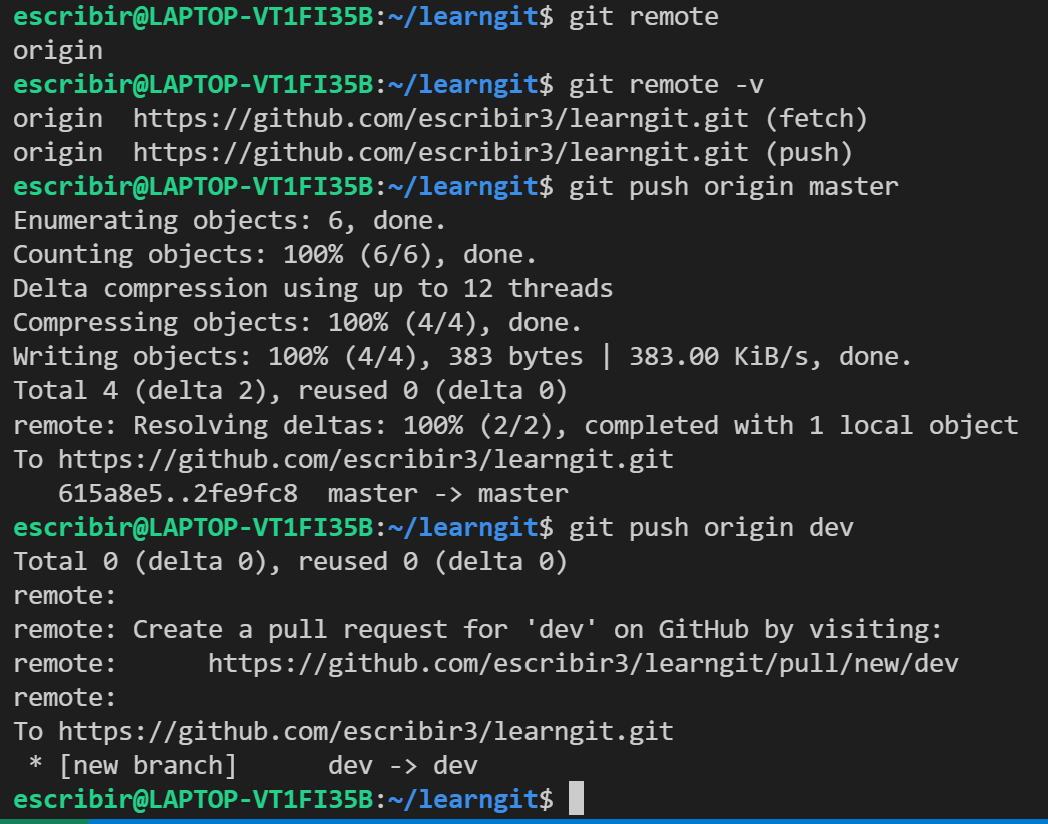 escribir@LAPTOP-VT1FI35B:~/learngit$ git remote
origin
escribir@LAPTOP-VT1FI35B:~/learngit$ git remote -v
origin  https://github.com/escribir3/learngit.git (fetch)
origin  https://github.com/escribir3/learngit.git (push)
escribir@LAPTOP-VT1FI35B:~/learngit$ git push origin master
Enumerating objects: 6, done.
Counting objects: 100% (6/6), done.
Delta compression using up to 12 threads
Compressing objects: 100% (4/4), done.
Writing objects: 100% (4/4), 383 bytes | 383.00 KiB/s, done.
Total 4 (delta 2), reused 0 (delta 0)
remote: Resolving deltas: 100% (2/2), completed with 1 local object
To https://github.com/escribir3/learngit.git
   615a8e5..2fe9fc8  master -> master
escribir@LAPTOP-VT1FI35B:~/learngit$ git push origin dev
Total 0 (delta 0), reused 0 (delta 0)
remote:
remote: Create a pull request for 'dev' on GitHub by visiting:
remote:      https://github.com/escribir3/learngit/pull/new/dev
remote:
To https://github.com/escribir3/learngit.git
 * [new branch]      dev -> dev
escribir@LAPTOP-VT1FI35B:~/learngit$